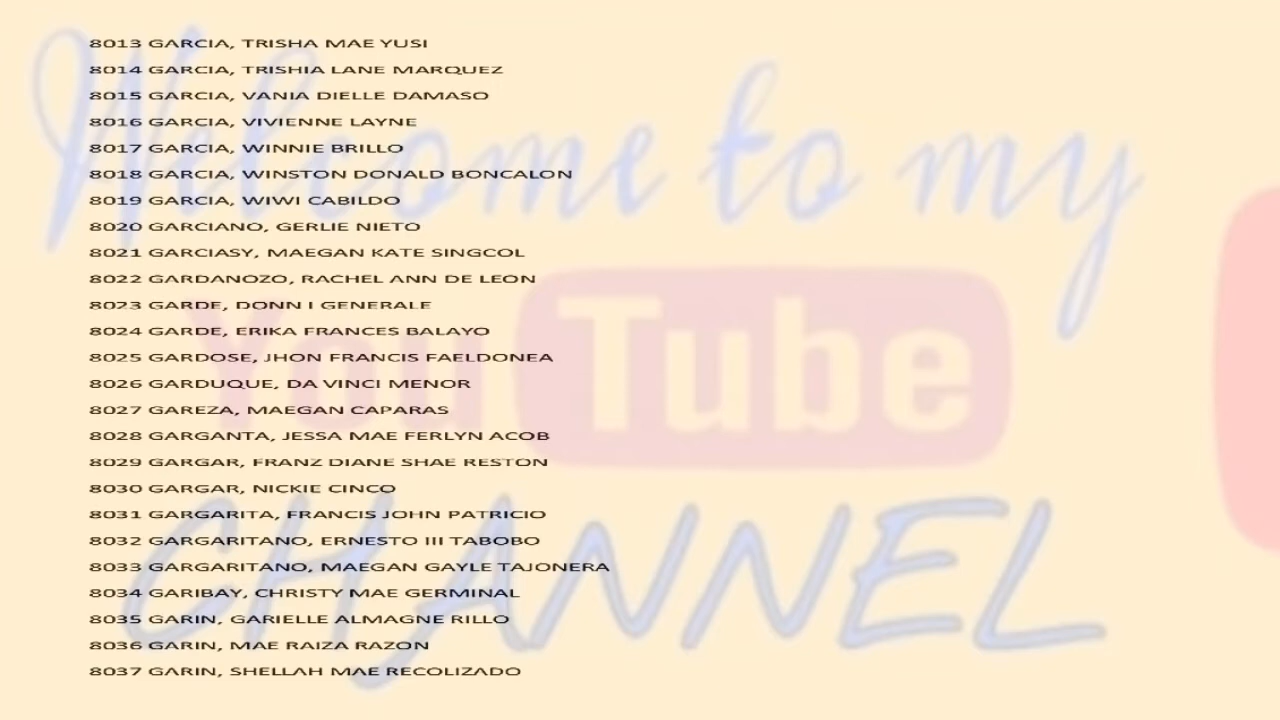 8013 GARCIA, TRISHA MAE YUSI
8014 GARCIA, TRISHIA LANE MARQUEZ
8015 GARCIA, VANIA DIELLE DAMASO
8016 GARCIA, VIVIENNE LAYNE
8017 GARCIA, WINNIE BRILLO
8018 GARCIA, WINSTON DONALD BONCALON
8019 GARCIA, WIWI CABILDO
8020 GARCIANO, GERLIE NIETO
8021 GARCIASY, MAEGAN KATE SINGCOL
8022 GARDANOZO, RACHEL ANN DE LEON
8023 GARDE, DONN I GENERALE
8024 GARDE, ERIKA FRANCES BALAYO
8025 GARDOSE, JHON FRANCIS FAELDONEA
8026 GARDUQUE, DA VINCI MENOR
8027 GAREZA, MAEGAN CAPARAS
8028 GARGANTA, JESSA MAE FERLYN ACOB
8029 GARGAR, FRANZ DIANE SHAE RESTON
8030 GARGAR, NICKIE CINCO
8031 GARGARITA, FRANCIS JOHN PATRICIO
8032 GARGARITANO, ERNESTO III TABOBO
8033 GARGARITANO, MAEGAN GAYLE TAJONERA
8034 GARIBAY, CHRISTY MAE GERMINAL
8035 GARIN, GARIELLE ALMAGNE RILLO
8036 GARIN, MAE RAIZA RAZON
8037 GARIN, SHELLAH MAE RECOLIZADO
Welcome to my
YouTube
CHANNEL